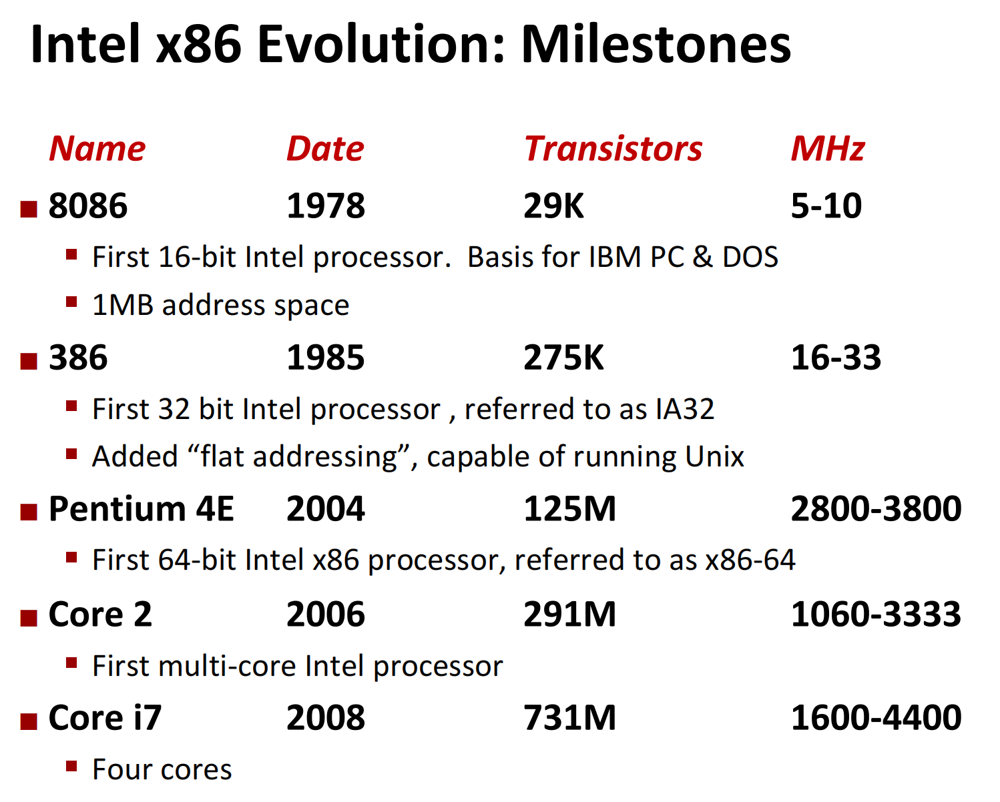 Intel x86 Evolution: Milestones
Name Date Transistors MHz
8086 1978 29K 5-10
First 16-bit Intel processor. Basis for IBM PC & DOS
1MB address space
386 1985 275K 16-33
First 32 bit Intel processor , referred to as IA32
Added “flat addressing”, capable of running Unix
Pentium 4E 2004 125M 2800-3800
First 64-bit Intel x86 processor, referred to as x86-64
Core 2 2006 291M 1060-3333
First multi-core Intel processor
Core i7 2008 731M 1600-4400
Four cores